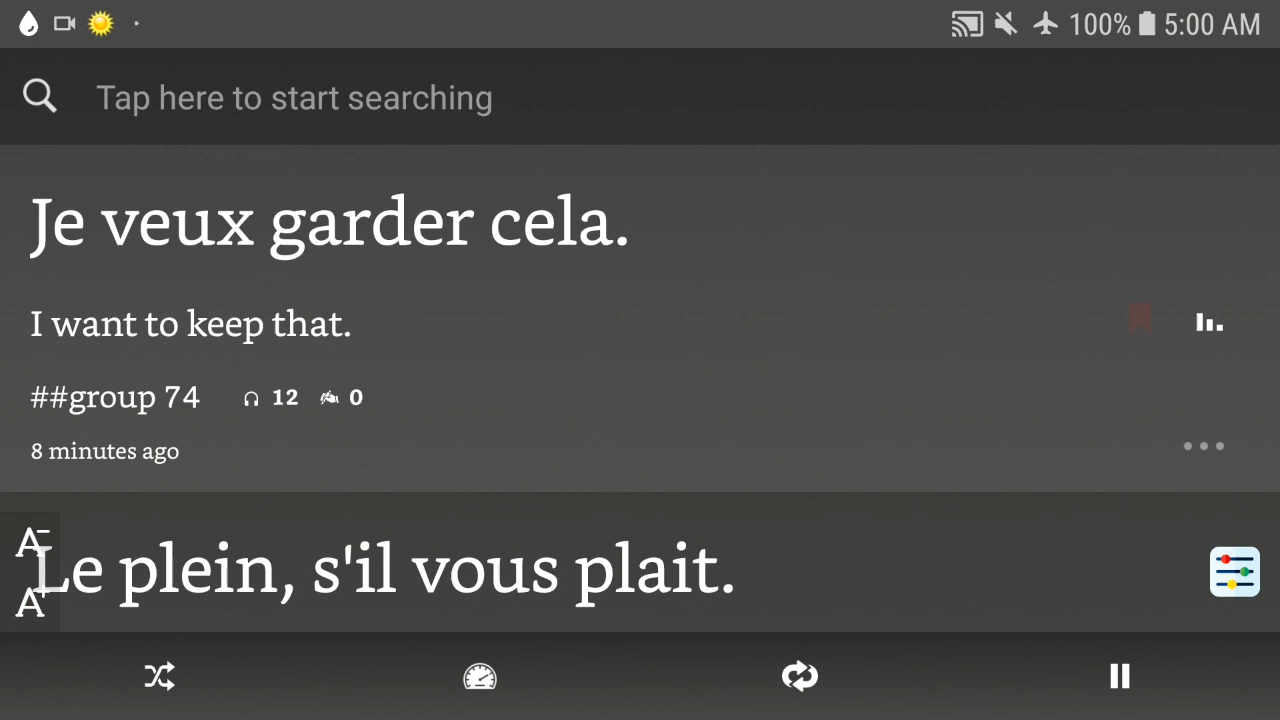 100% 5:00 AM
Tap here to start searching
Je veux garder cela.
I want to keep that.
##group 74 12 0
8 minutes ago
A-
Le plein, s'il vous plait.
A+